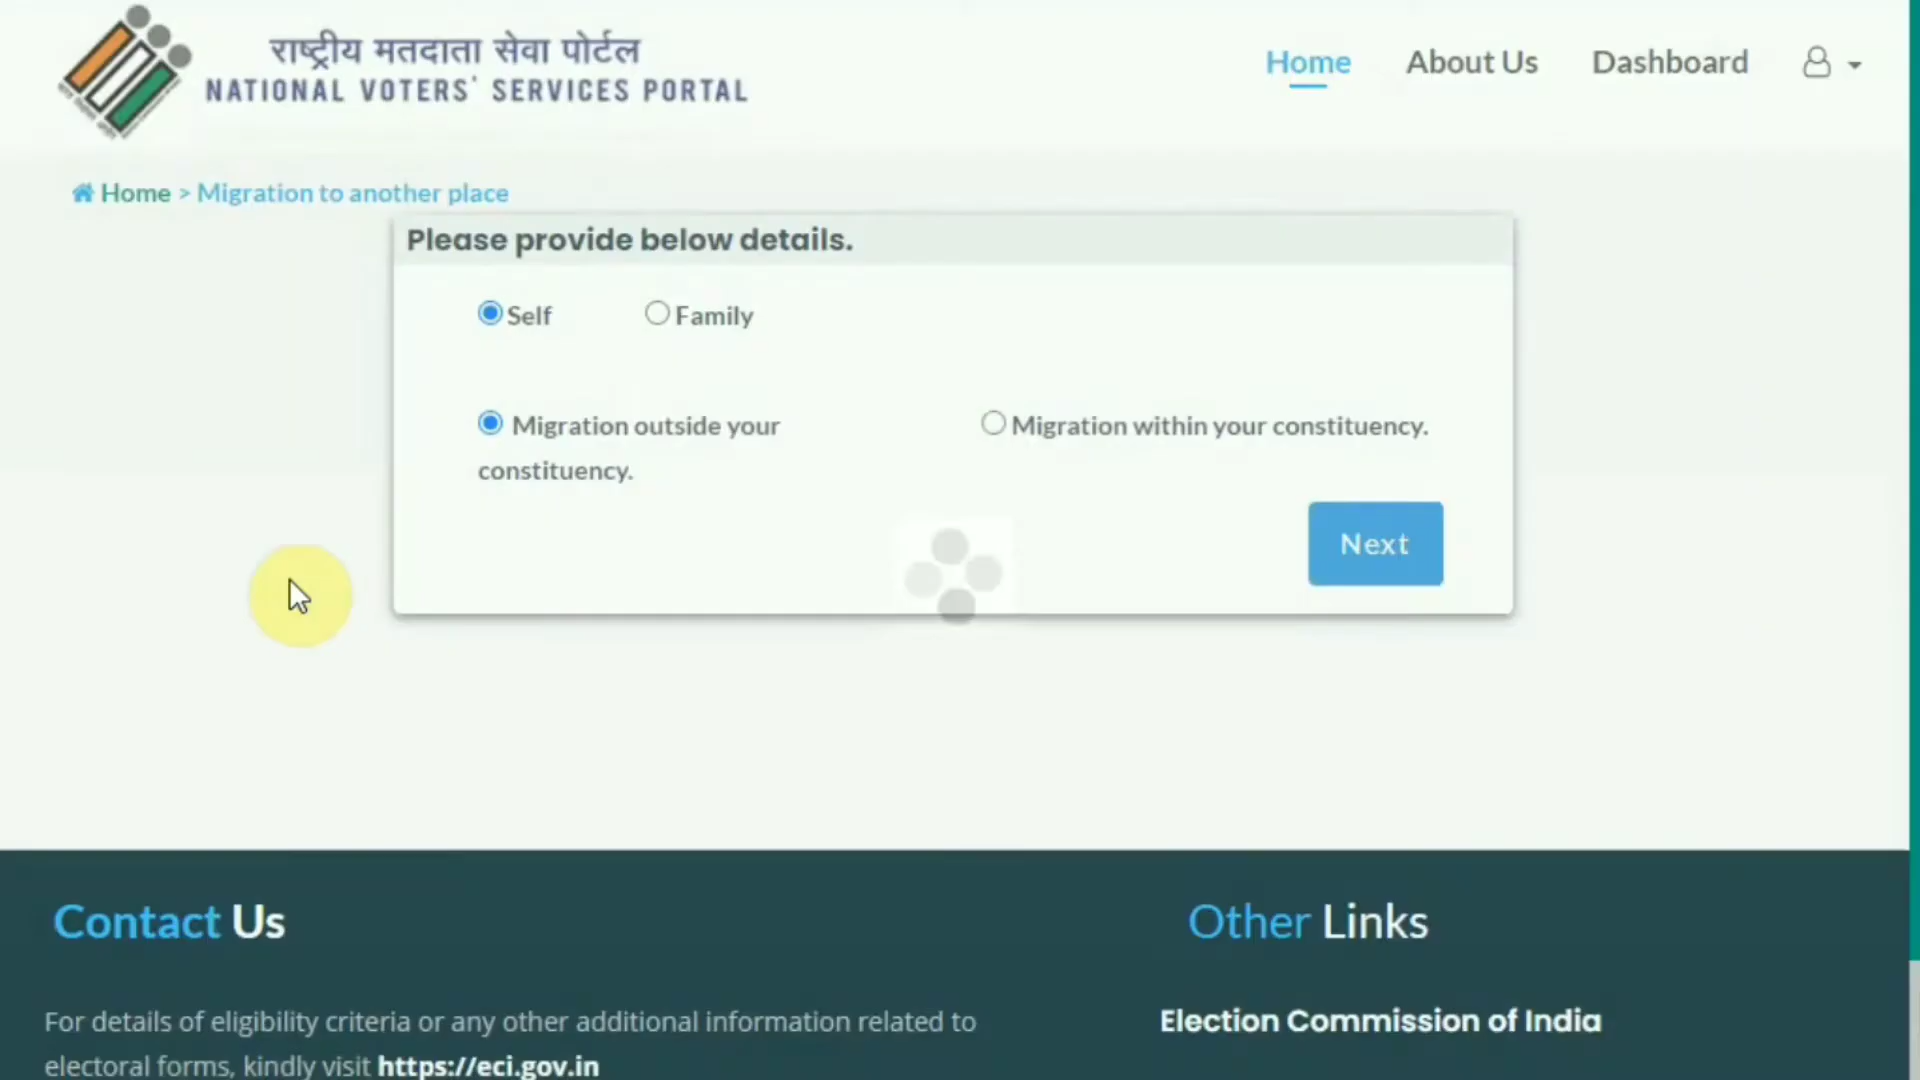 राष्ट्रीय मतदाता सेवा पोर्टल
NATIONAL VOTERS' SERVICES PORTAL
Home
About Us
Dashboard
Home > Migration to another place
Please provide below details.
Self
Family
Migration outside your
constituency.
Migration within your constituency.
Next
Contact Us
Other Links
For details of eligibility criteria or any other additional information related to
electoral forms, kindly visit https://eci.gov.in
Election Commission of India